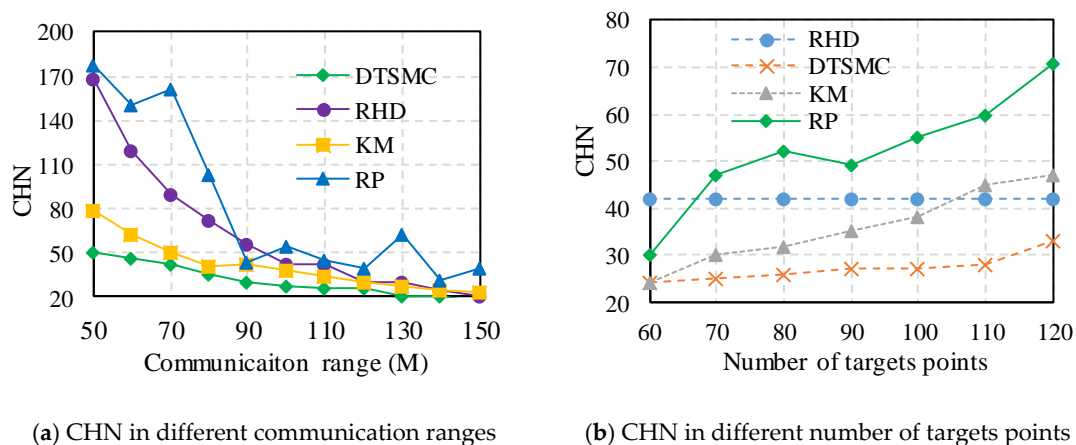 200
170
140
110
80
50
20
CHN
DTSMC
RHD
KM
RP
50 70 90 110 130 150
Communicaiton range (M)
(a) CHN in different communication ranges
80
70
60
50
40
30
20
CHN
RHD
DTSMC
KM
RP
60 70 80 90 100 110 120
Number of targets points
(b) CHN in different number of targets points